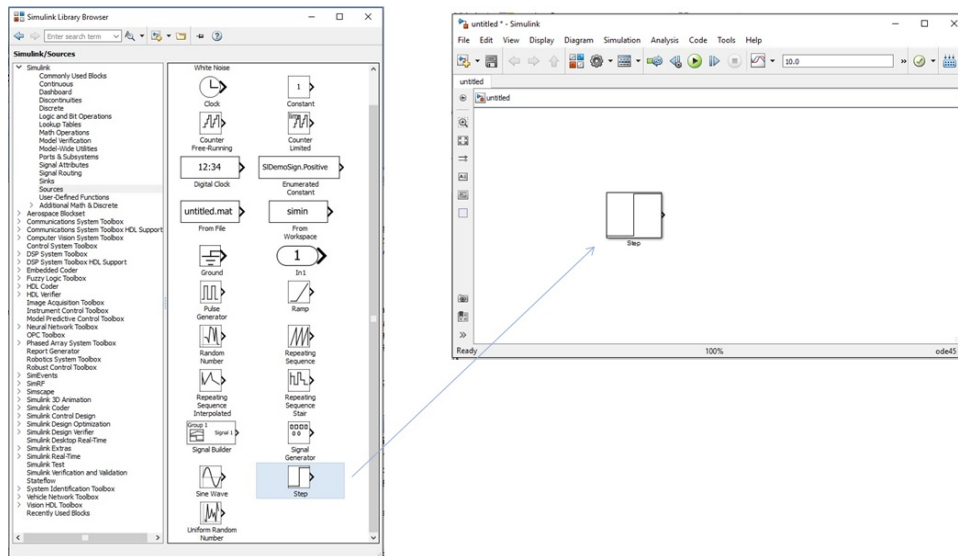 Simulink Library Browser
Enter search term
Simulink/Sources
Simulink
Commonly Used Blocks
Continuous
Dashboard
Discontinuities
Discrete
Logic and Bit Operations
Lookup Tables
Math Operations
Model Verification
Model-Wide Utilities
Ports & Subsystems
Signal Attributes
Signal Routing
Sinks
Sources
User-Defined Functions
Additional Math & Discrete
Aerospace Blockset
Communications System Toolbox
Communications System Toolbox HDL Support
Computer Vision System Toolbox
Control System Toolbox
DSP System Toolbox
DSP System Toolbox HDL Support
Embedded Coder
Fuzzy Logic Toolbox
HDL Coder
HDL Verifier
Image Acquisition Toolbox
Instrument Control Toolbox
Model Predictive Control Toolbox
Neural Network Toolbox
OPC Toolbox
Phased Array System Toolbox
Report Generator
Robotics System Toolbox
Robust Control Toolbox
SimEvents
SimRF
Simscape
Simulink 3D Animation
Simulink Coder
Simulink Control Design
Simulink Design Optimization
Simulink Design Verifier
Simulink Desktop Real-Time
Simulink Extras
Simulink Real-Time
Simulink Test
Simulink Verification and Validation
Stateflow
System Identification Toolbox
Vehicle Network Toolbox
Vision HDL Toolbox
Recently Used Blocks
White Noise
1
Clock
Constant
lim
Counter
Free-Running
Counter
Limited
12:34
SlDemoSign.Positive
Digital Clock
Enumerated
Constant
untitled.mat
simin
From File
From
Workspace
1
Ground
In1
Pulse
Generator
Ramp
Random
Number
Repeating
Sequence
Repeating
Sequence
Interpolated
Repeating
Sequence
Stair
Group 1
Signal 1
Signal Builder
Signal
Generator
Sine Wave
Step
Uniform Random
Number
untitled * - Simulink
File Edit View Display Diagram Simulation Analysis Code Tools Help
10.0
untitled
untitled
Step
Ready
100%
ode45